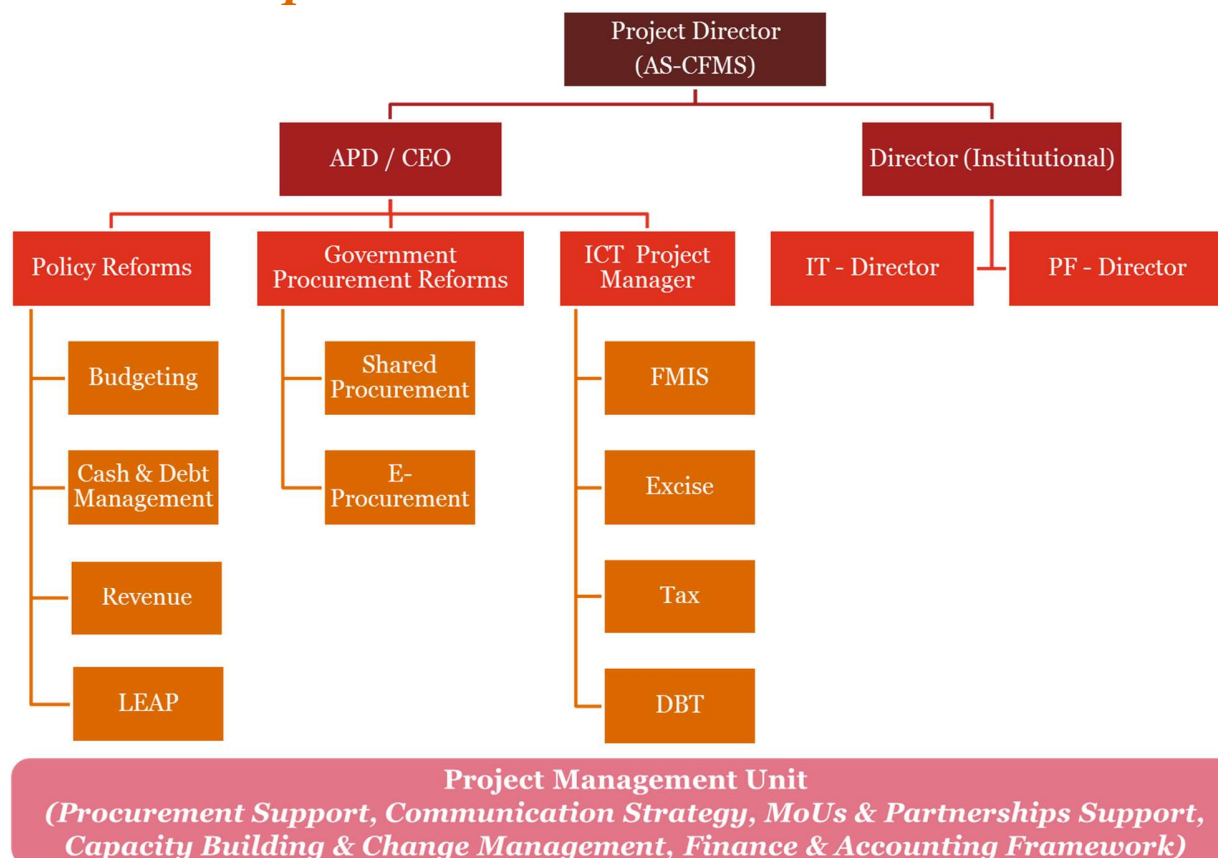 Project Director
(AS-CFMS)
APD / CEO
Director (Institutional)
Policy Reforms
Government
Procurement Reforms
ICT Project
Manager
IT - Director
PF - Director
Budgeting
Cash & Debt
Management
Revenue
LEAP
Shared
Procurement
E-
Procurement
FMIS
Excise
Tax
DBT
Project Management Unit
(Procurement Support, Communication Strategy, MoUs & Partnerships Support,
Capacity Building & Change Management, Finance & Accounting Framework)